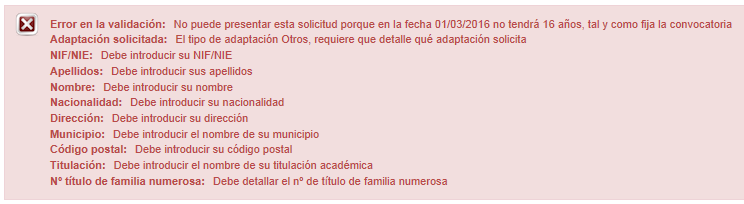 Error en la validación: No puede presentar esta solicitud porque en la fecha 01/03/2016 no tendrá 16 años, tal y como fija la convocatoria
Adaptación solicitada: El tipo de adaptación Otros, requiere que detalle qué adaptación solicita
NIF/NIE: Debe introducir su NIF/NIE
Apellidos: Debe introducir sus apellidos
Nombre: Debe introducir su nombre
Nacionalidad: Debe introducir su nacionalidad
Dirección: Debe introducir su dirección
Municipio: Debe introducir el nombre de su municipio
Código postal: Debe introducir su código postal
Titulación: Debe introducir el nombre de su titulación académica
Nº título de familia numerosa: Debe detallar el nº de título de familia numerosa